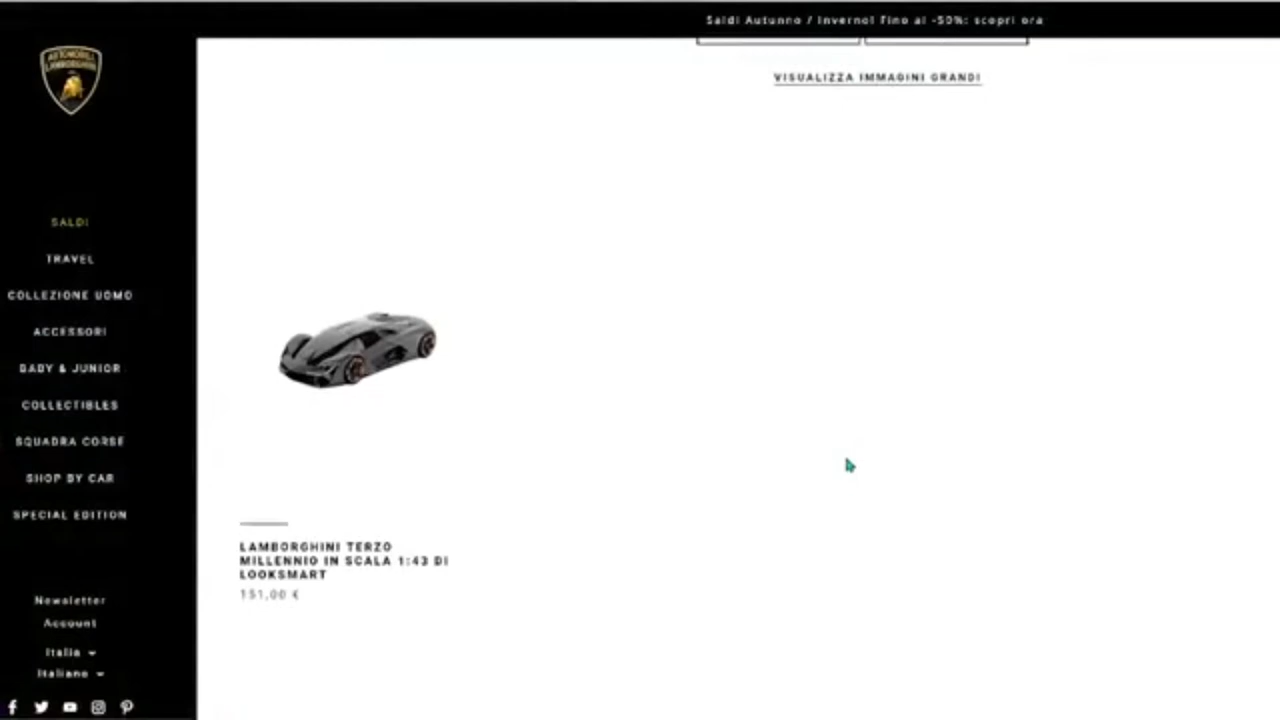 Saldi Autunno / Inverno! Fino al -50%: scopri ora
AUTOMOBILI
LAMBORGHINI
VISUALIZZA IMMAGINI GRANDI
SALDI
TRAVEL
COLLEZIONE UOMO
ACCESSORI
BABY & JUNIOR
COLLECTIBLES
SQUADRA CORSE
SHOP BY CAR
SPECIAL EDITION
LAMBORGHINI TERZO
MILLENNIO IN SCALA 1:43 DI
LOOKSMART
151,00 €
Newsletter
Account
Italia
Italiano